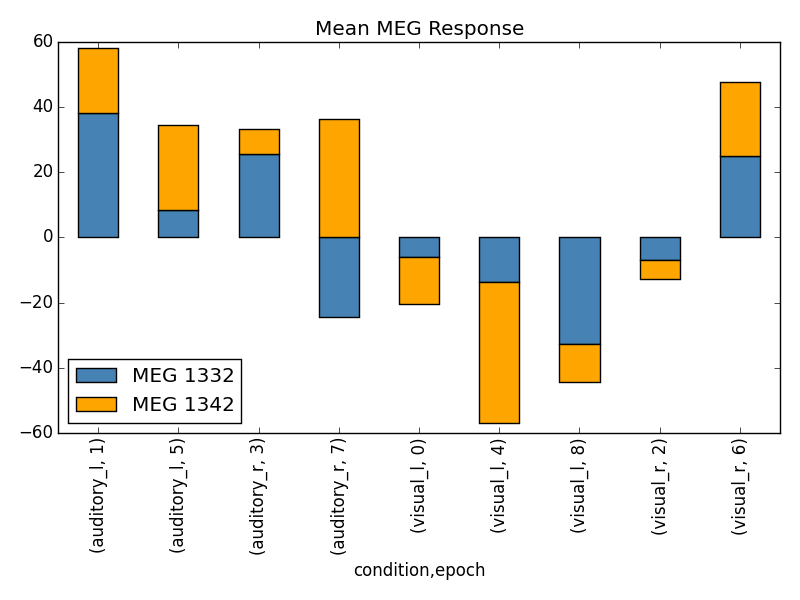 Mean MEG Response
60
40
20
0
−20
−40
−60
MEG 1332
MEG 1342
(auditory_l, 1)
(auditory_l, 5)
(auditory_r, 3)
(auditory_r, 7)
(visual_l, 0)
(visual_l, 4)
(visual_l, 8)
(visual_r, 2)
(visual_r, 6)
condition,epoch